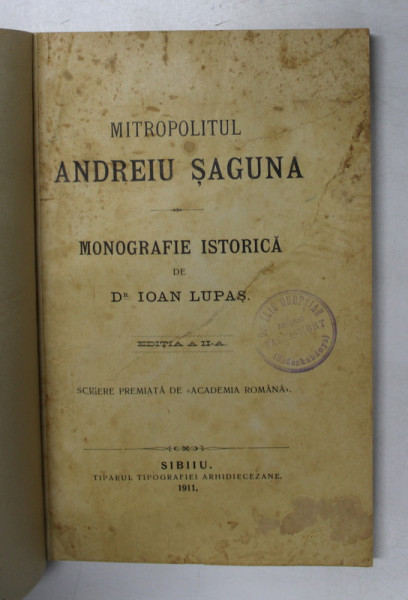 MITROPOLITUL
ANDREIU ȘAGUNA
MONOGRAFIE ISTORICĂ
DE
DR. IOAN LUPAȘ.
EDIȚIA A II-A.
SCRIERE PREMIATĂ DE «ACADEMIA ROMÂNĂ».
SIBIIU.
TIPARUL TIPOGRAFIEI ARHIDIECEZANE.
1911.